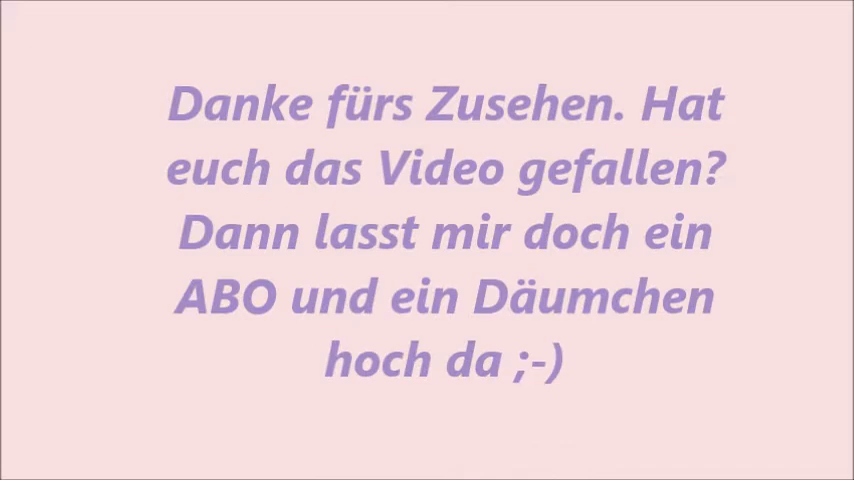 Danke fürs Zusehen. Hat
euch das Video gefallen?
Dann lasst mir doch ein
ABO und ein Däumchen
hoch da ;-)